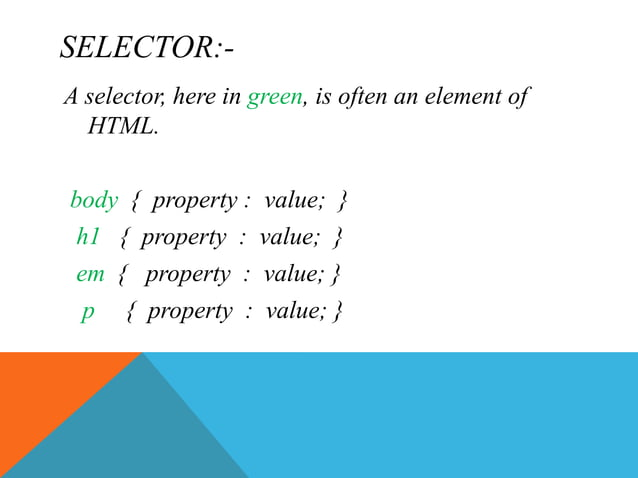 SELECTOR:-
A selector, here in green, is often an element of
HTML.
body { property : value; }
h1 { property : value; }
em { property : value; }
p { property : value; }